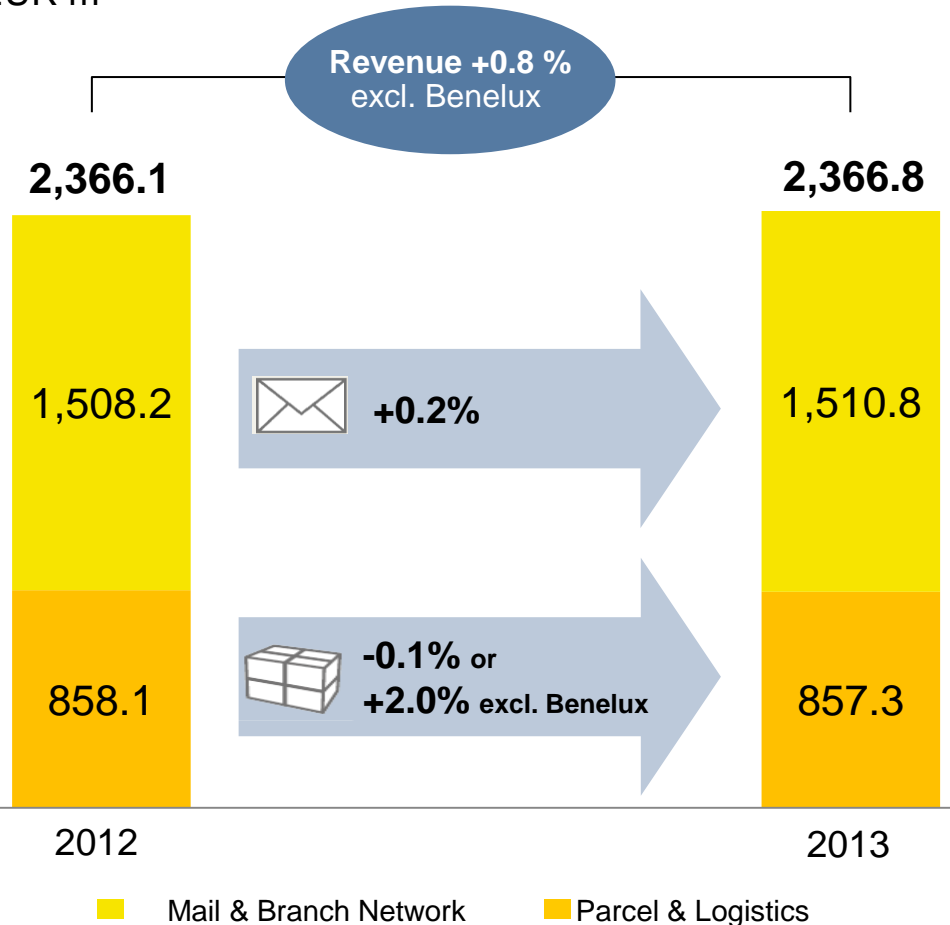 Revenue +0.8 %
excl. Benelux
2,366.1
2,366.8
1,508.2
+0.2%
1,510.8
858.1
-0.1% or
+2.0% excl. Benelux
857.3
2012
2013
Mail & Branch Network
Parcel & Logistics